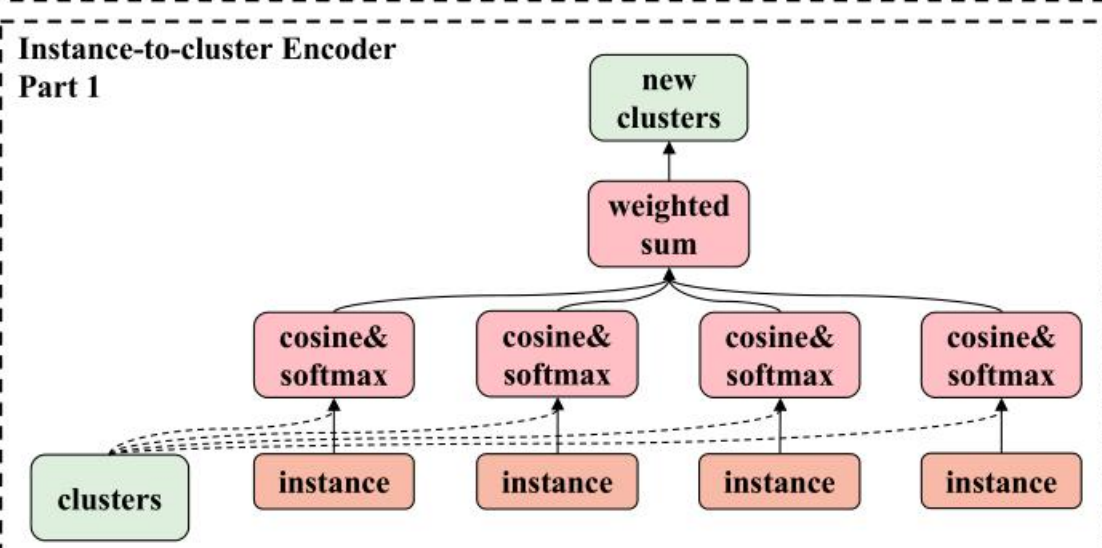 Instance-to-cluster Encoder
Part 1
new
clusters
weighted
sum
cosine&
softmax
cosine&
softmax
cosine&
softmax
cosine&
softmax
clusters
instance
instance
instance
instance